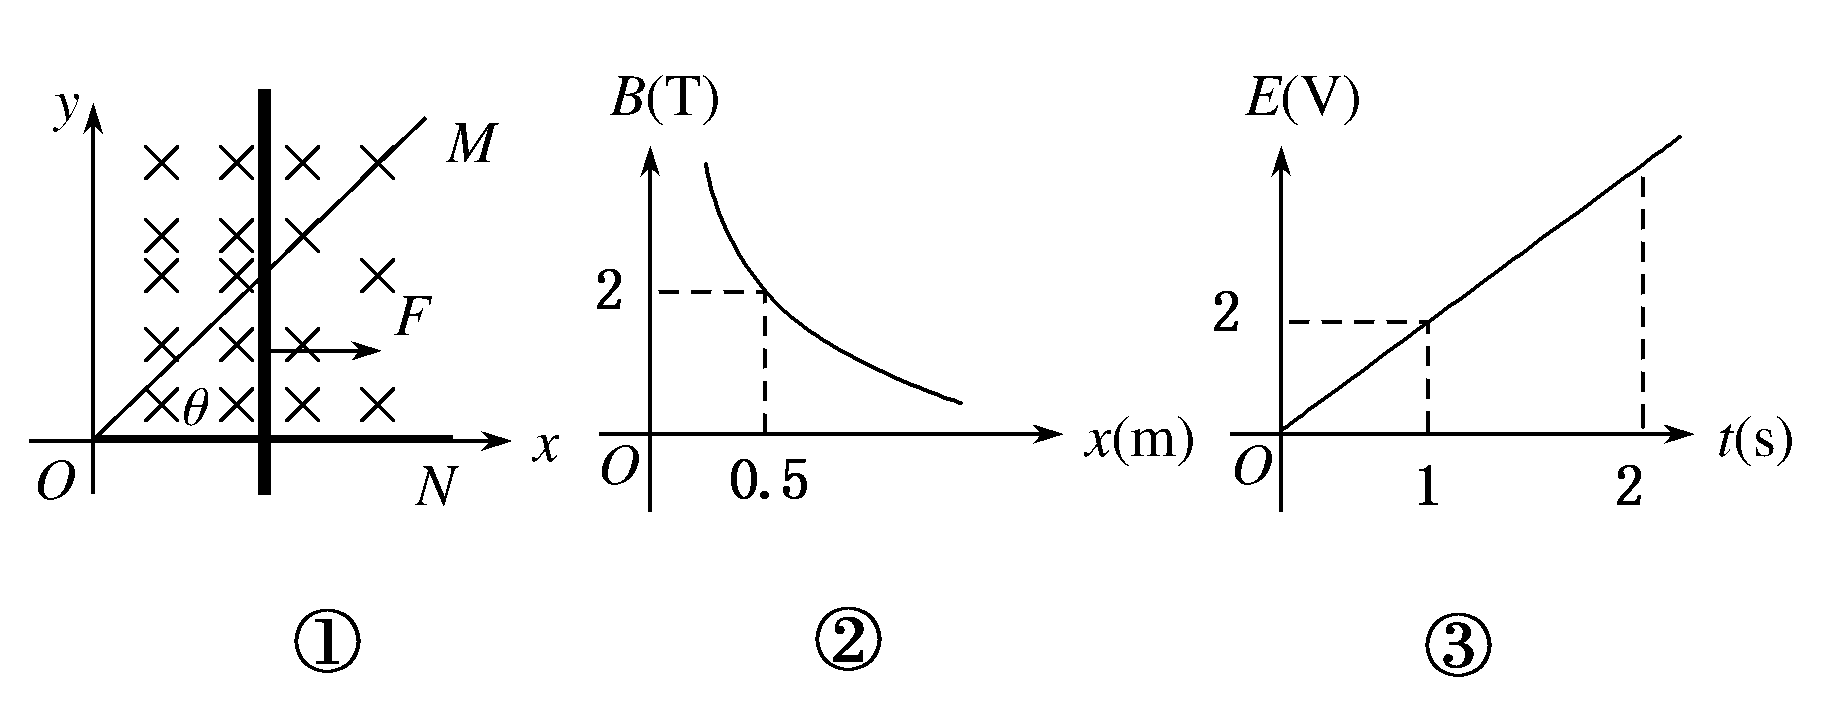 y
M
F
θ
O
N
x
①
B(T)
2
O
0.5
x(m)
②
E(V)
2
O
1
2
t(s)
③